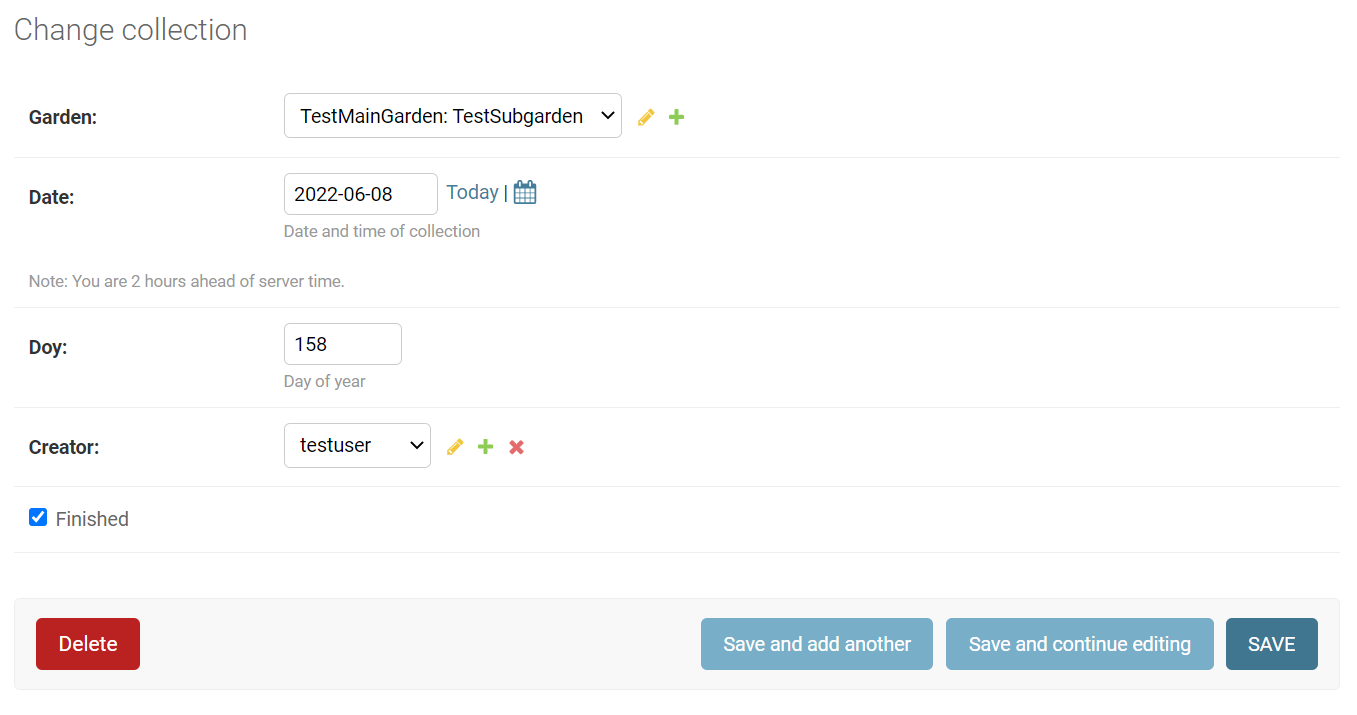 Change collection
Garden: TestMainGarden: TestSubgarden
Date: 2022-06-08 Today |
Date and time of collection
Note: You are 2 hours ahead of server time.
Doy: 158
Day of year
Creator: testuser
Finished
Delete Save and add another Save and continue editing SAVE